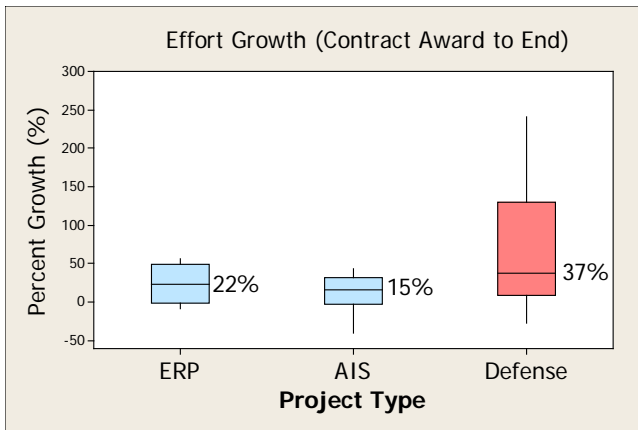 Effort Growth (Contract Award to End)
Percent Growth (%)
300
250
200
150
100
50
0
-50
22%
15%
37%
ERP AIS Defense
Project Type